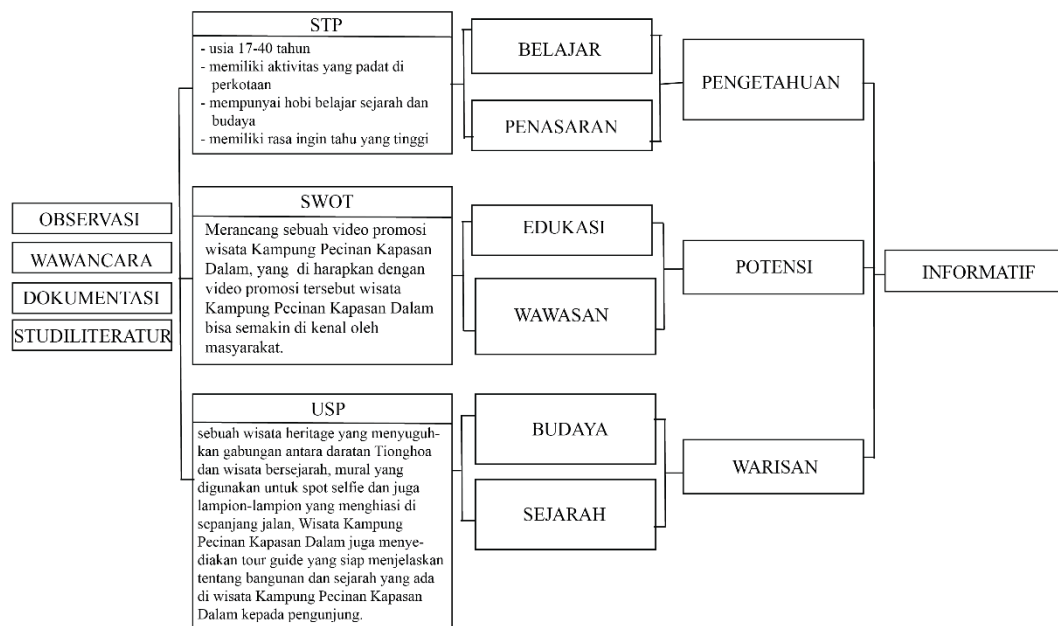 OBSERVASI
WAWANCARA
DOKUMENTASI
STUDILITERATUR
STP
- usia 17-40 tahun
- memiliki aktivitas yang padat di
perkotaan
- mempunyai hobi belajar sejarah dan
budaya
- memiliki rasa ingin tahu yang tinggi
SWOT
Merancang sebuah video promosi
wisata Kampung Pecinan Kapasan
Dalam, yang di harapkan dengan
video promosi tersebut wisata
Kampung Pecinan Kapasan Dalam
bisa semakin di kenal oleh
masyarakat.
USP
sebuah wisata heritage yang menyuguh-
kan gabungan antara daratan Tionghoa
dan wisata bersejarah, mural yang
digunakan untuk spot selfie dan juga
lampion-lampion yang menghiasi di
sepanjang jalan, Wisata Kampung
Pecinan Kapasan Dalam juga menye-
diakan tour guide yang siap menjelaskan
tentang bangunan dan sejarah yang ada
di wisata Kampung Pecinan Kapasan
Dalam kepada pengunjung.
BELAJAR
PENASARAN
EDUKASI
WAWASAN
BUDAYA
SEJARAH
PENGETAHUAN
POTENSI
WARISAN
INFORMATIF